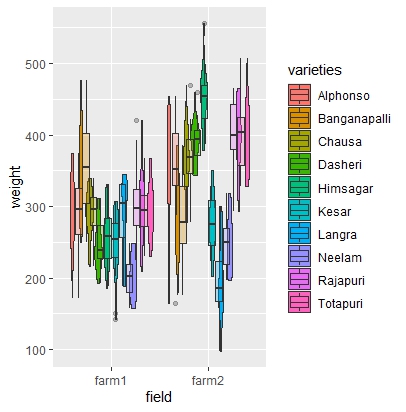 500
400
300
200
100
weight
farm1
farm2
field
varieties
Alphonso
Banganapalli
Chausa
Dasheri
Himsagar
Kesar
Langra
Neelam
Rajapuri
Totapuri